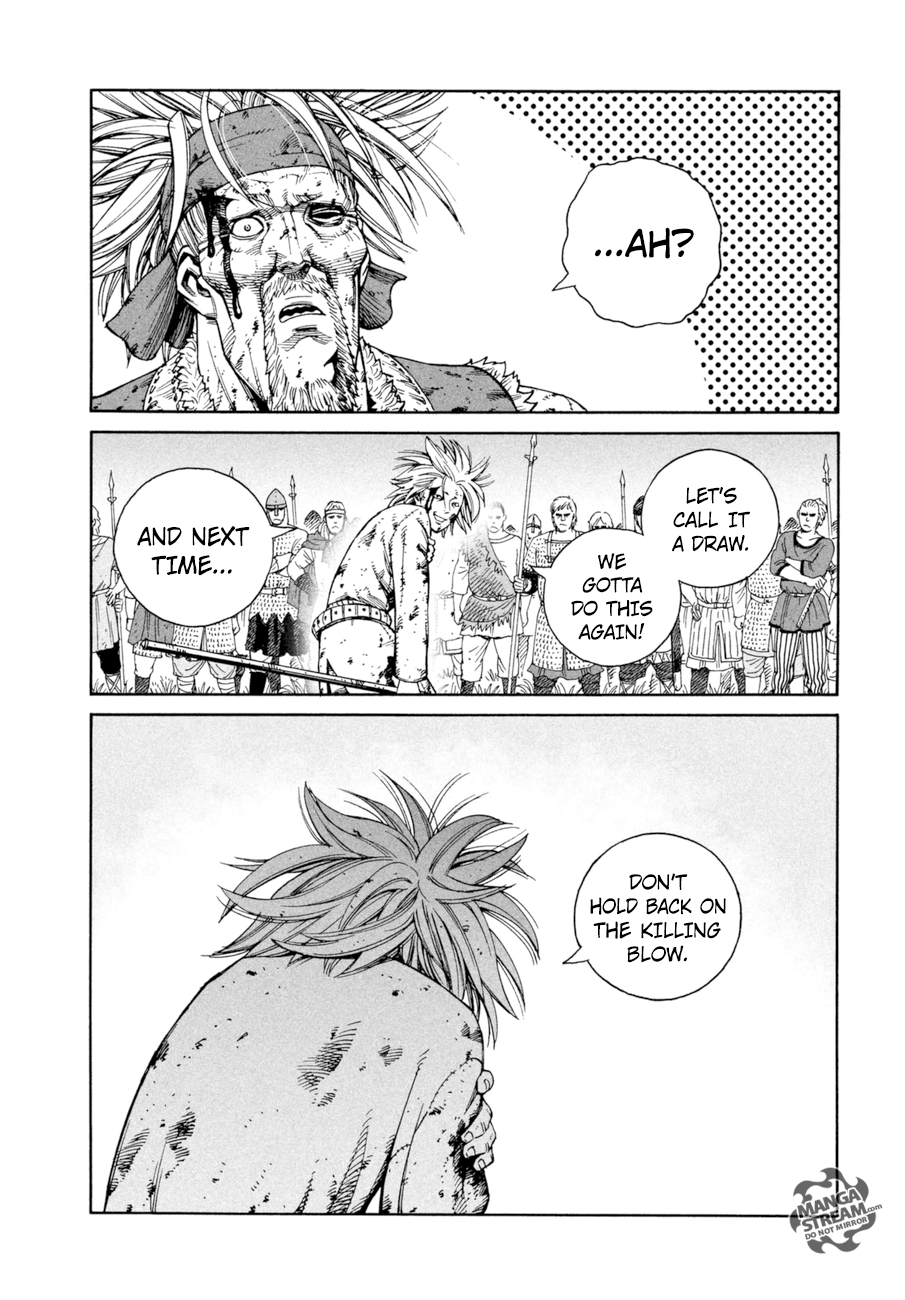 ...AH?
LET'S
CALL IT
A DRAW.
WE
GOTTA
DO THIS
AGAIN!
AND NEXT
TIME...
DON'T
HOLD BACK ON
THE KILLING
BLOW.
MANGA
STREAM.com
DO NOT MIRROR